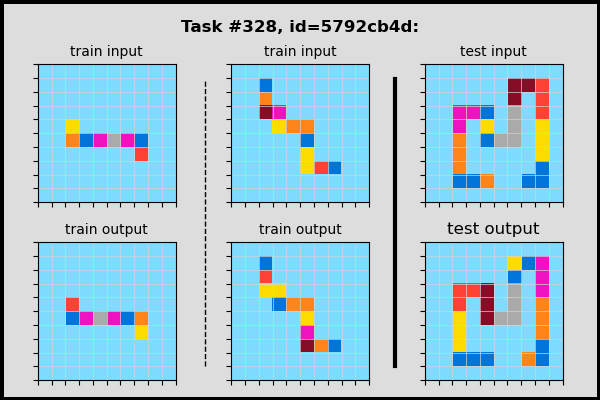 Task #328, id=5792cb4d:
train input
train input
test input
train output
train output
test output